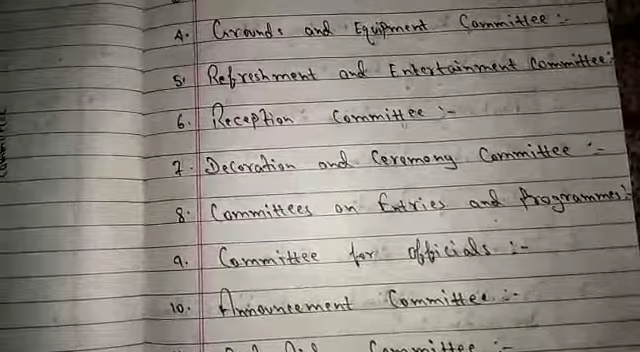 4. Grounds and Equipment Committee :-
5. Refreshment and Entertainment Committee :-
6. Reception Committee :-
7. Decoration and Ceremony Committee :-
8. Committees on Entries and Programmes :-
9. Committee for officials :-
10. Announcement Committee :-
Committee :-